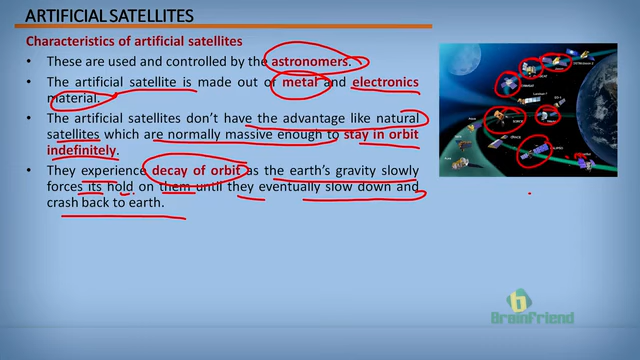 ARTIFICIAL SATELLITES
Characteristics of artificial satellites
• These are used and controlled by the astronomers.
• The artificial satellite is made out of metal and electronics
material.
• The artificial satellites don't have the advantage like natural
satellites which are normally massive enough to stay in orbit
indefinitely.
• They experience decay of orbit as the earth's gravity slowly
forces its hold on them until they eventually slow down and
crash back to earth.
b
Brainfriend